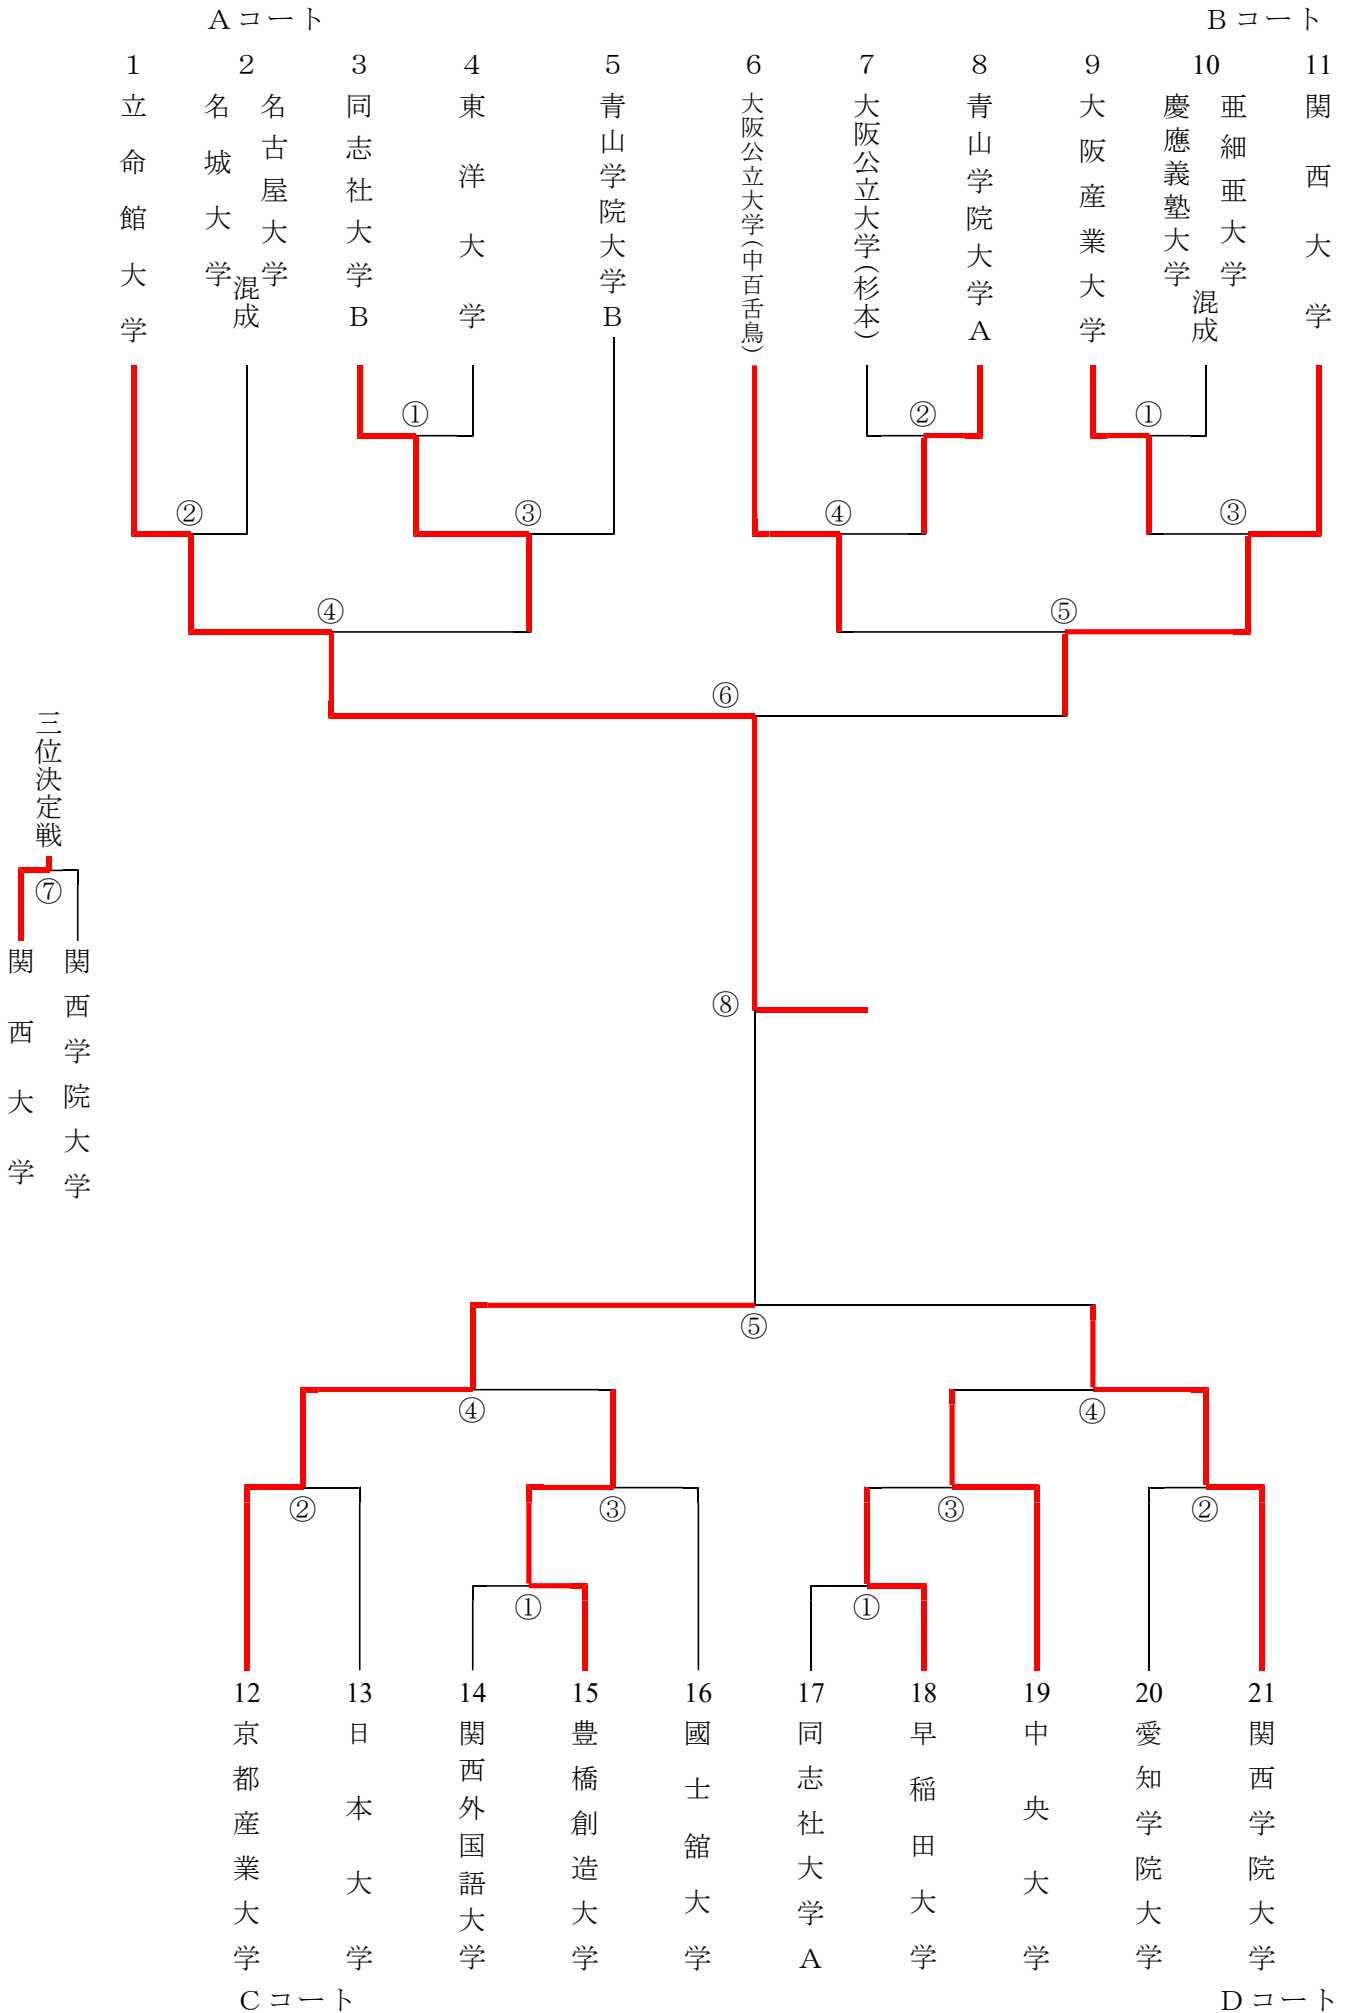 Aコート
Bコート
1
2
3
4
5
6
7
8
9
10
11
立命館大学
名城大学
名古屋大学
混成
同志社大学B
東洋大学
青山学院大学B
大阪公立大学(中百舌鳥)
大阪公立大学(杉本)
青山学院大学A
大阪産業大学
慶應義塾大学
亜細亜大学
混成
関西大学
①
②
①
②
③
④
③
④
⑤
⑥
三位決定戦
⑦
関西大学
関西学院大学
⑧
⑤
④
④
②
③
③
②
①
①
12
13
14
15
16
17
18
19
20
21
京都産業大学
日本大学
関西外国語大学
豊橋創造大学
國士舘大学
同志社大学A
早稲田大学
中央大学
愛知学院大学
関西学院大学
Cコート
Dコート